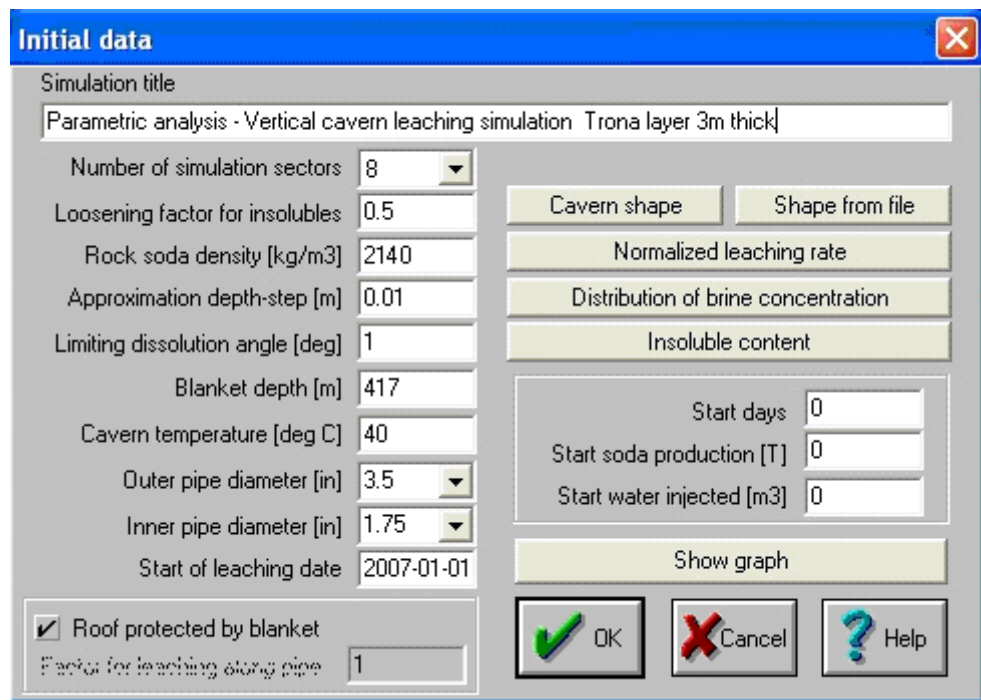 Initial data
Simulation title
Parametric analysis - Vertical cavern leaching simulation Trona layer 3m thick
Number of simulation sectors 8
Loosening factor for insolubles 0.5
Rock soda density [kg/m3] 2140
Approximation depth-step [m] 0.01
Limiting dissolution angle [deg] 1
Blanket depth [m] 417
Cavern temperature [deg C] 40
Outer pipe diameter [in] 3.5
Inner pipe diameter [in] 1.75
Start of leaching date 2007-01-01
Roof protected by blanket
Factor for leaching along pipe 1
Cavern shape Shape from file
Normalized leaching rate
Distribution of brine concentration
Insoluble content
Start days 0
Start soda production [T] 0
Start water injected [m3] 0
Show graph
OK Cancel Help